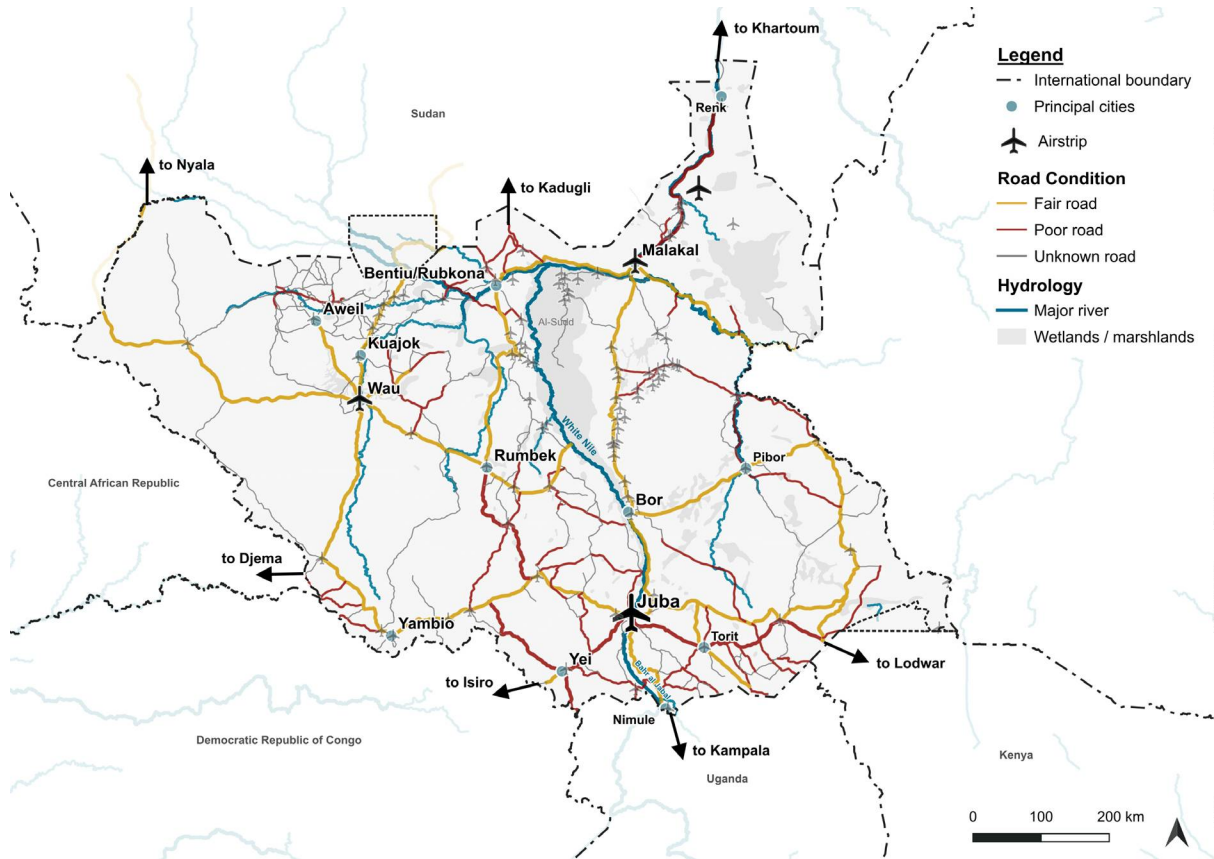 to Khartoum
Legend
International boundary
Principal cities
Airstrip
Road Condition
Fair road
Poor road
Unknown road
Hydrology
Major river
Wetlands / marshlands
Renk
Sudan
to Nyala
to Kadugli
Malakal
Bentiu/Rubkona
Aweil
Al-Sudd
Kuajok
Wau
White Nile
Rumbek
Pibor
Central African Republic
Bor
to Djema
Juba
Yambio
Torit
Yei
to Lodwar
Bahr al Jabal
to Isiro
Nimule
Democratic Republic of Congo
to Kampala
Kenya
Uganda
0 100 200 km